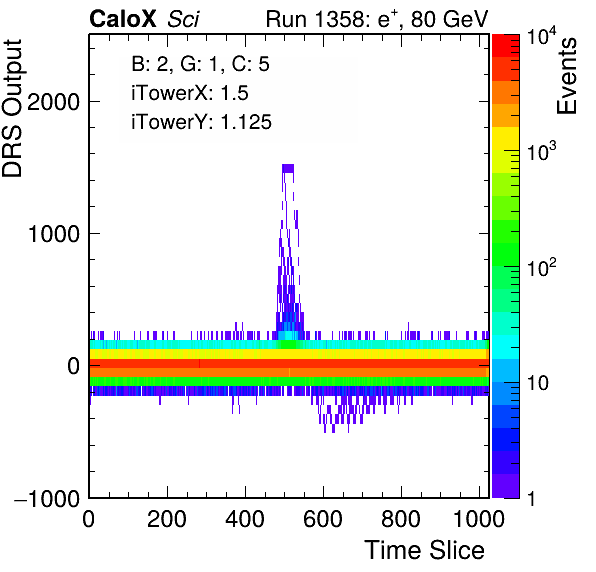 CaloX Sci Run 1358: e+, 80 GeV
B: 2, G: 1, C: 5
iTowerX: 1.5
iTowerY: 1.125
DRS Output
2000
1000
0
−1000
0 200 400 600 800 1000
Time Slice
Events
10^4
10^3
10^2
10
1